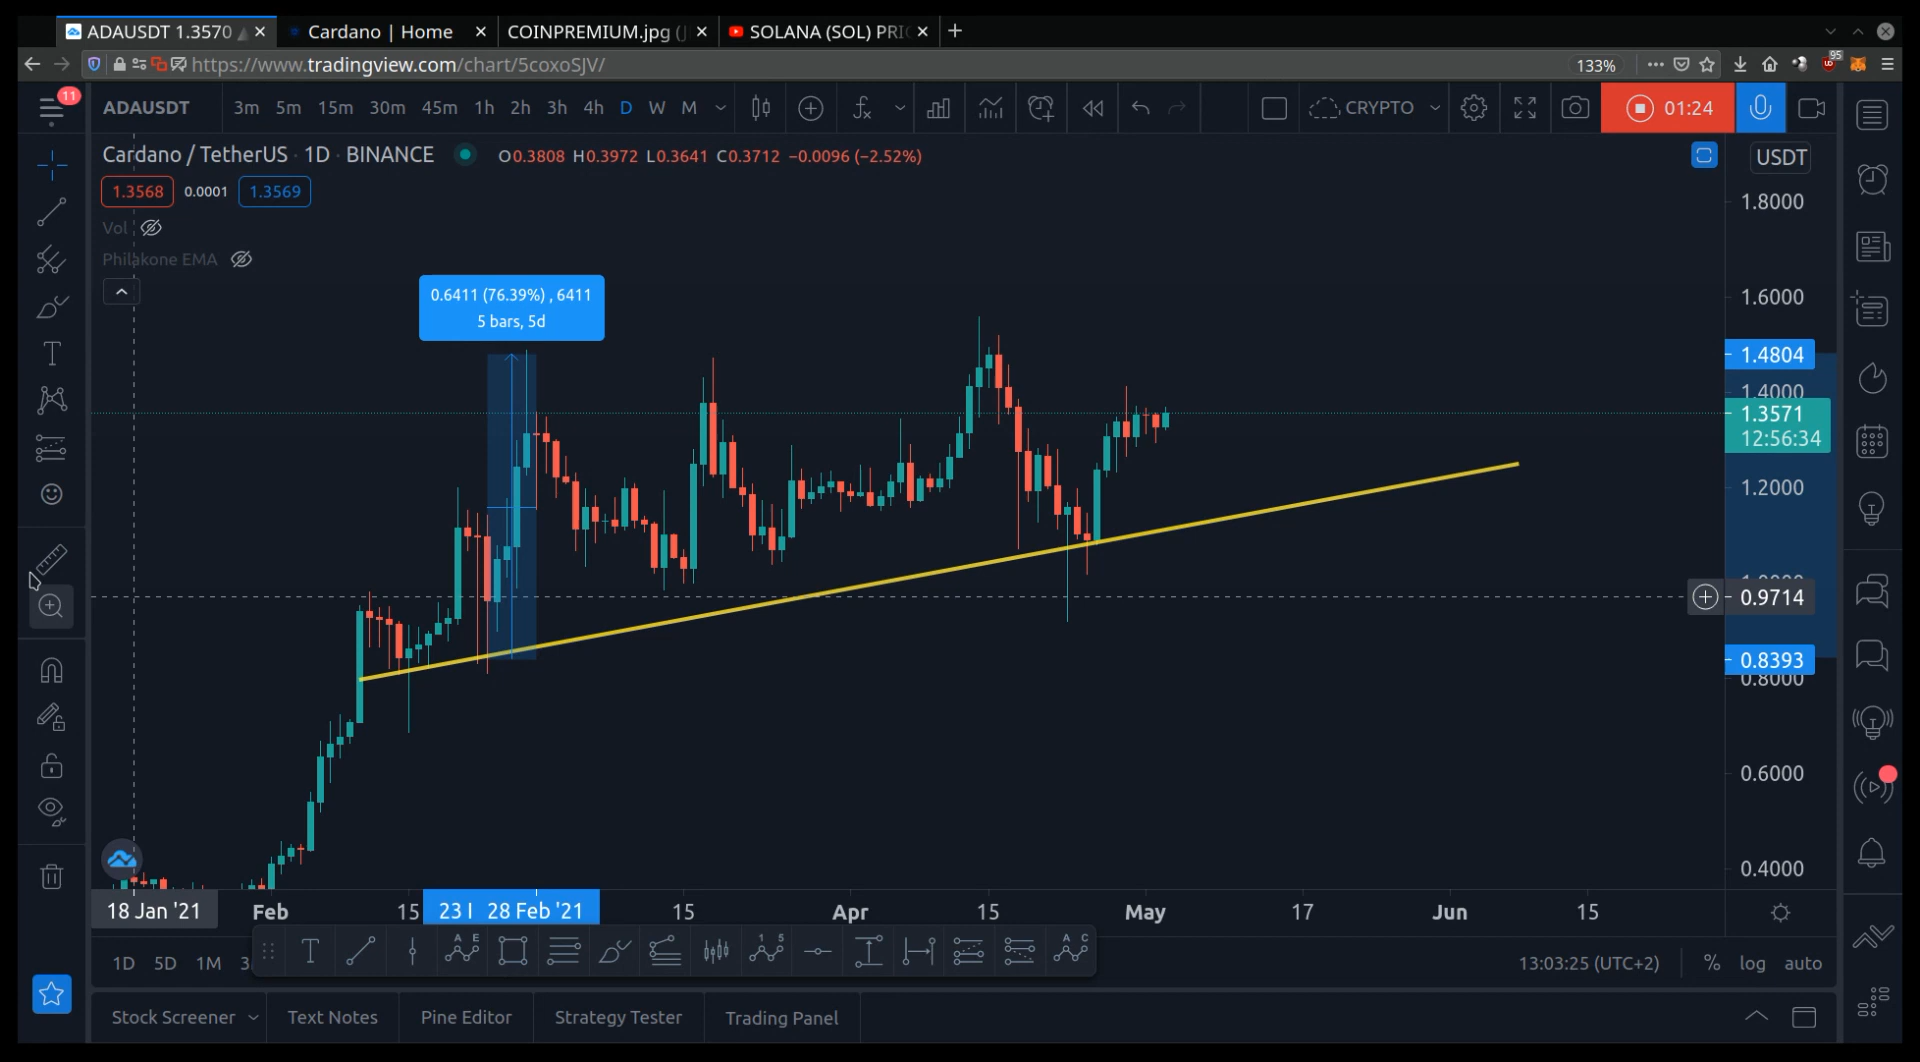 ADAUSDT 1.3570
Cardano | Home
COINPREMIUM.jpg (
SOLANA (SOL) PRI
https://www.tradingview.com/chart/5coxoSJV/
133%
95
11
ADAUSDT
3m 5m 15m 30m 45m 1h 2h 3h 4h D W M
CRYPTO
01:24
Cardano / TetherUS · 1D · BINANCE
O0.3808 H0.3972 L0.3641 C0.3712 −0.0096 (−2.52%)
USDT
1.3568 0.0001 1.3569
Vol
Philakone EMA
0.6411 (76.39%) , 6411
5 bars, 5d
1.8000
1.6000
1.4804
1.4000
1.3571
12:56:34
1.2000
0.9714
0.8393
0.8000
0.6000
0.4000
18 Jan '21
Feb
15
23
28 Feb '21
15
Apr
15
May
17
Jun
15
1D 5D 1M 3
13:03:25 (UTC+2)
% log auto
Stock Screener
Text Notes
Pine Editor
Strategy Tester
Trading Panel